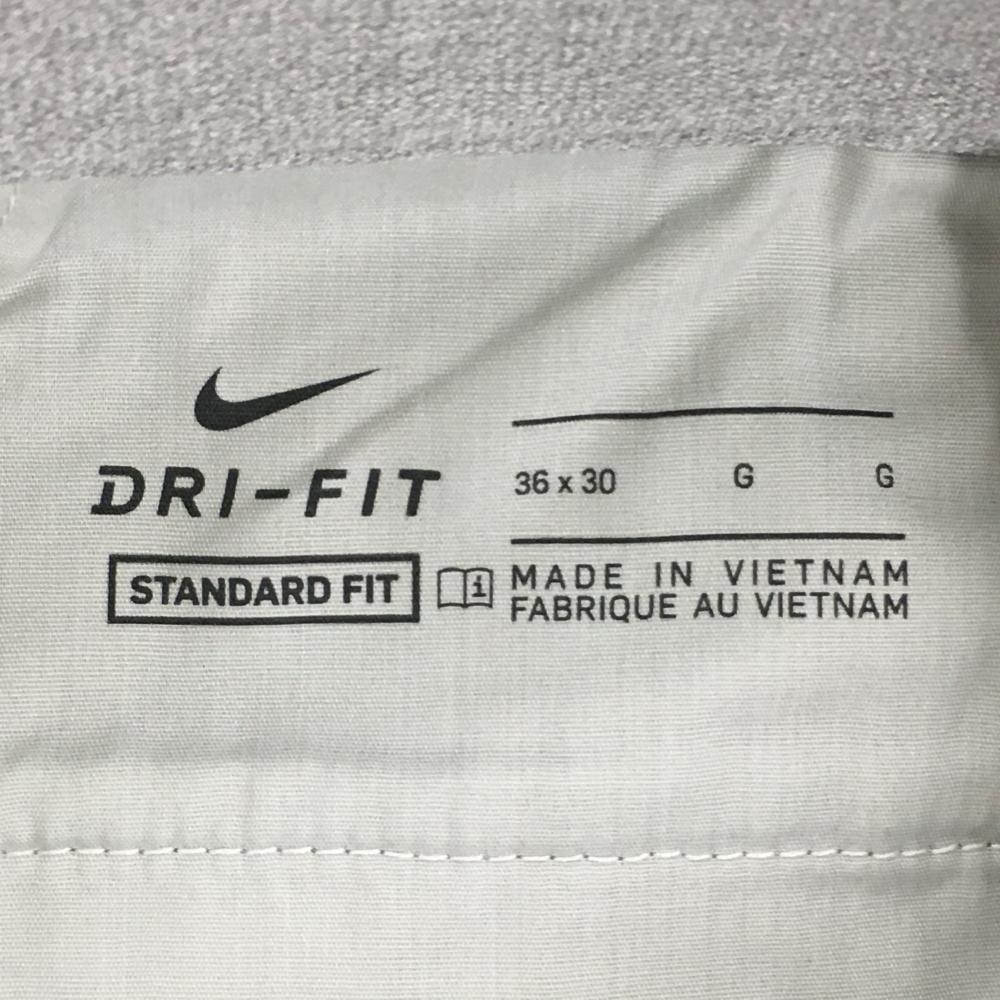 DRI-FIT
STANDARD FIT
36 x 30 G G
i MADE IN VIETNAM
FABRIQUE AU VIETNAM